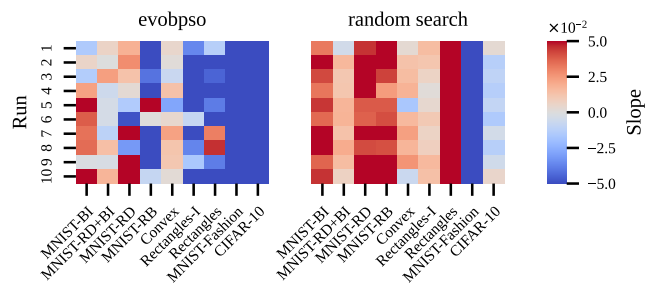 evobpso
random search
×10⁻²
Run
1
2
3
4
5
6
7
8
9
10
5.0
2.5
0.0
−2.5
−5.0
Slope
MNIST-BI
MNIST-RD+BI
MNIST-RD
MNIST-RB
Convex
Rectangles-I
Rectangles
MNIST-Fashion
CIFAR-10
MNIST-BI
MNIST-RD+BI
MNIST-RD
MNIST-RB
Convex
Rectangles-I
Rectangles
MNIST-Fashion
CIFAR-10